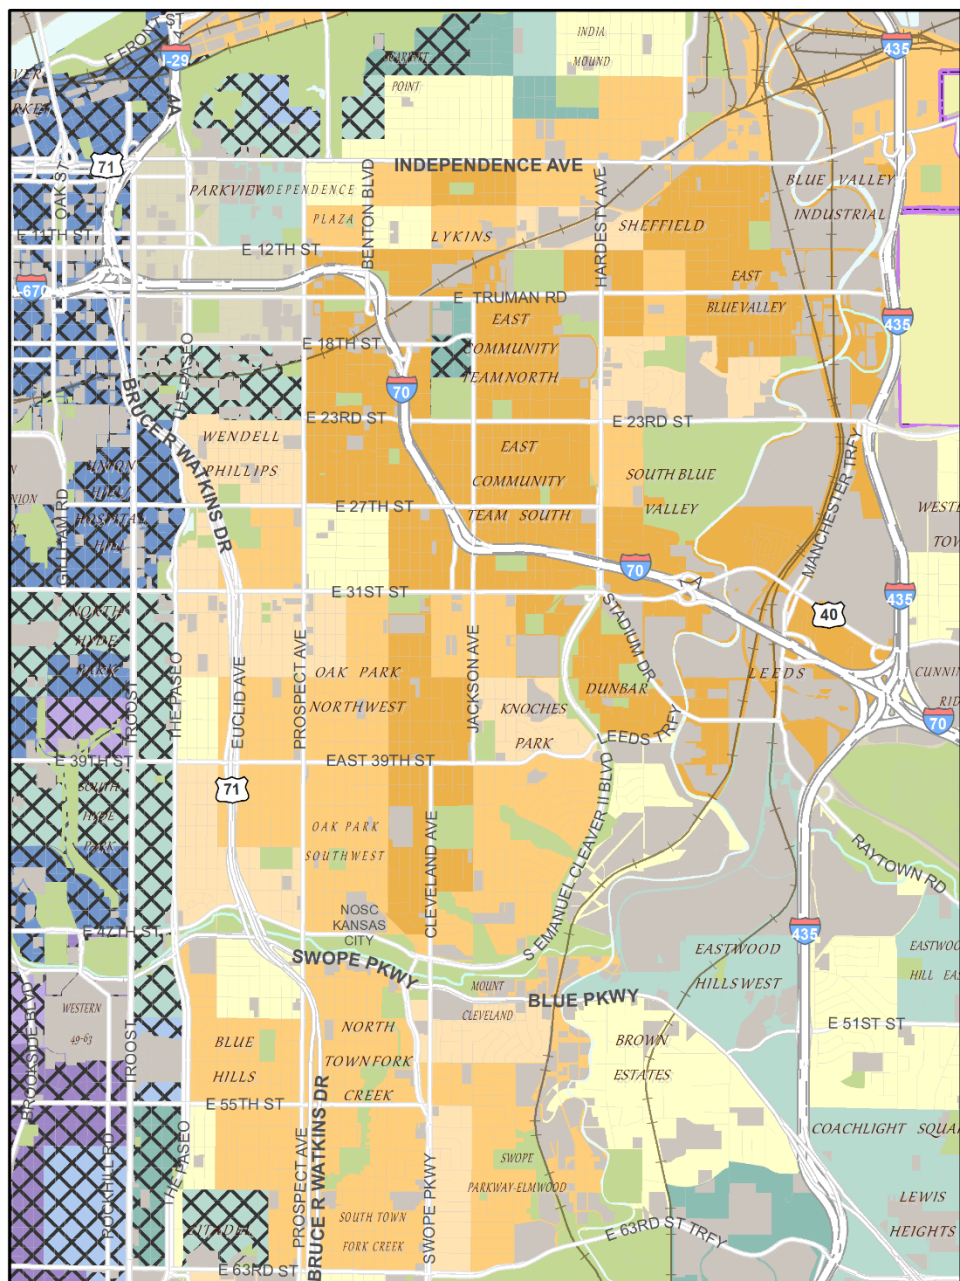 E FRONT ST
I-29
435
INDIA
MOUND
POINT
71
INDEPENDENCE AVE
OAK ST
PARKVIEW
INDEPENDENCE
PLAZA
BENTON BLVD
LYKINS
HARDESTY AVE
SHEFFIELD
BLUE VALLEY
INDUSTRIAL
E 11TH ST
E 12TH ST
EAST
BLUE VALLEY
I-670
E TRUMAN RD
435
E 18TH ST
EAST
COMMUNITY
TEAM NORTH
THE PASEO
70
E 23RD ST
E 23RD ST
BRUCE R WATKINS DR
WENDELL
PHILLIPS
EAST
COMMUNITY
TEAM SOUTH
SOUTH BLUE
VALLEY
MANCHESTER TRFY
UNION
HILL
HOSPITAL
HILL
GILLHAM RD
E 27TH ST
70
E 31ST ST
435
40
NORTH
HYDE
PARK
STADIUM DR
TROOST
THE PASEO
EUCLID AVE
PROSPECT AVE
OAK PARK
NORTHWEST
JACKSON AVE
KNOCHES
PARK
DUNBAR
LEEDS
LEEDS TRFY
70
E 39TH ST
EAST 39TH ST
71
SOUTH
HYDE
PARK
OAK PARK
SOUTHWEST
CLEVELAND AVE
S EMANUEL CLEAVER II BLVD
RAYTOWN RD
NOSC
KANSAS
CITY
E 47TH ST
435
SWOPE PKWY
EASTWOOD
HILLS WEST
MOUNT
CLEVELAND
BLUE PKWY
WESTERN
49-63
BROOKSIDE BLVD
TROOST
BLUE
HILLS
NORTH
TOWN FORK
CREEK
BROWN
ESTATES
E 51ST ST
E 55TH ST
COACHLIGHT SQUA
ROCKHILL RD
THE PASEO
PROSPECT AVE
BRUCE R WATKINS DR
SWOPE PKWY
SWOPE
PARKWAY-ELMWOOD
LEWIS
HEIGHTS
CITADEL
SOUTH TOWN
FORK CREEK
E 63RD ST
E 63RD ST TRFY